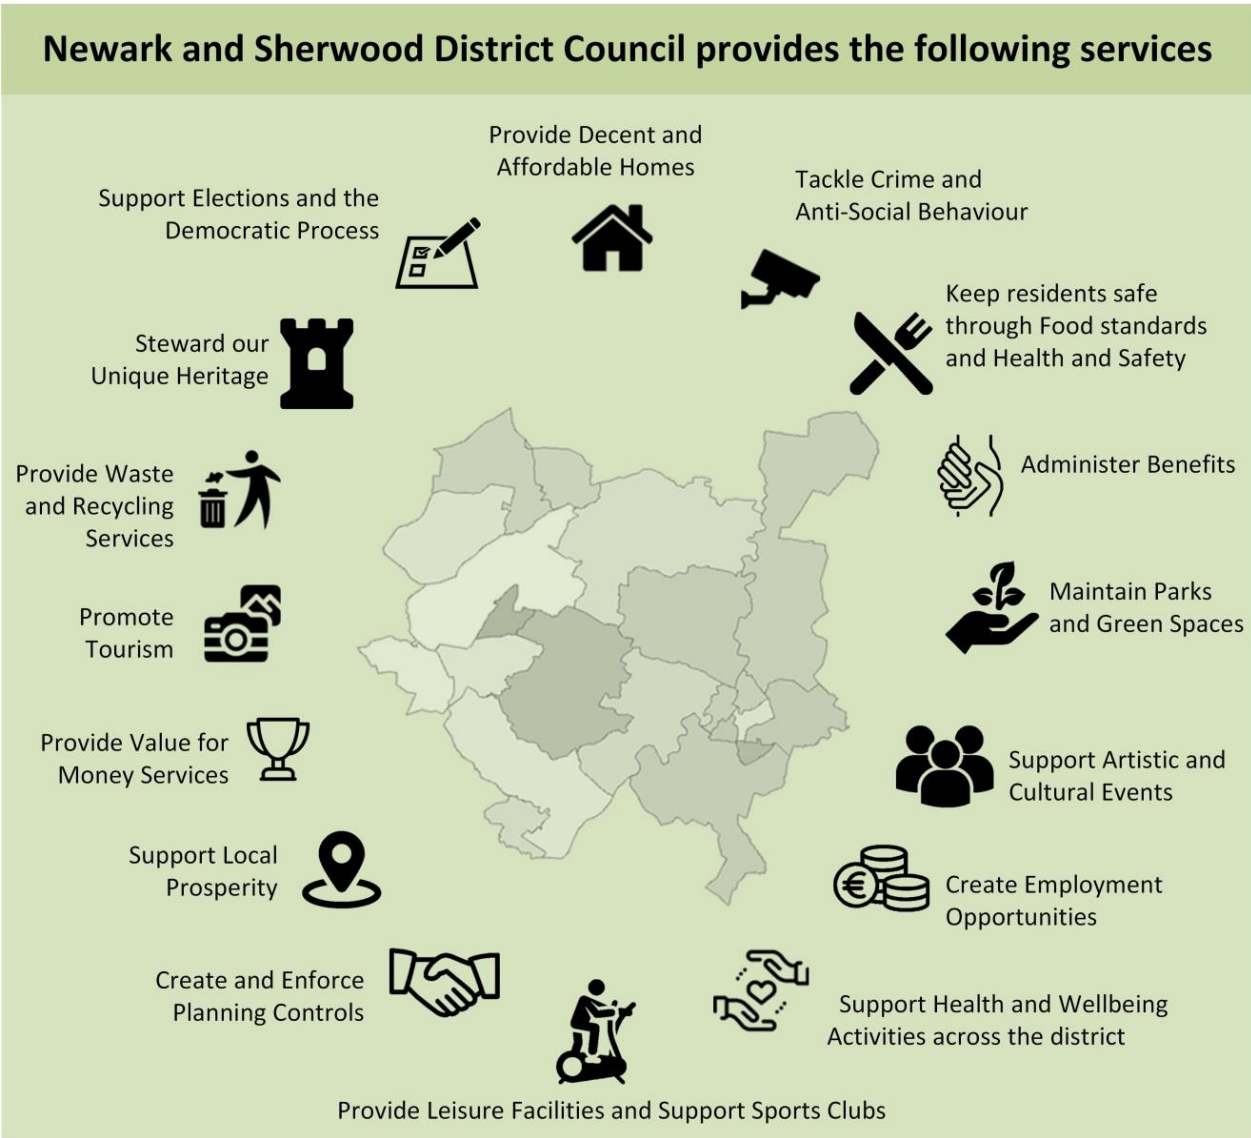 Newark and Sherwood District Council provides the following services
Provide Decent and
Affordable Homes
Tackle Crime and
Anti-Social Behaviour
Keep residents safe
through Food standards
and Health and Safety
Administer Benefits
Maintain Parks
and Green Spaces
Support Artistic and
Cultural Events
Create Employment
Opportunities
Support Health and Wellbeing
Activities across the district
Provide Leisure Facilities and Support Sports Clubs
Create and Enforce
Planning Controls
Support Local
Prosperity
Provide Value for
Money Services
Promote
Tourism
Provide Waste
and Recycling
Services
Steward our
Unique Heritage
Support Elections and the
Democratic Process